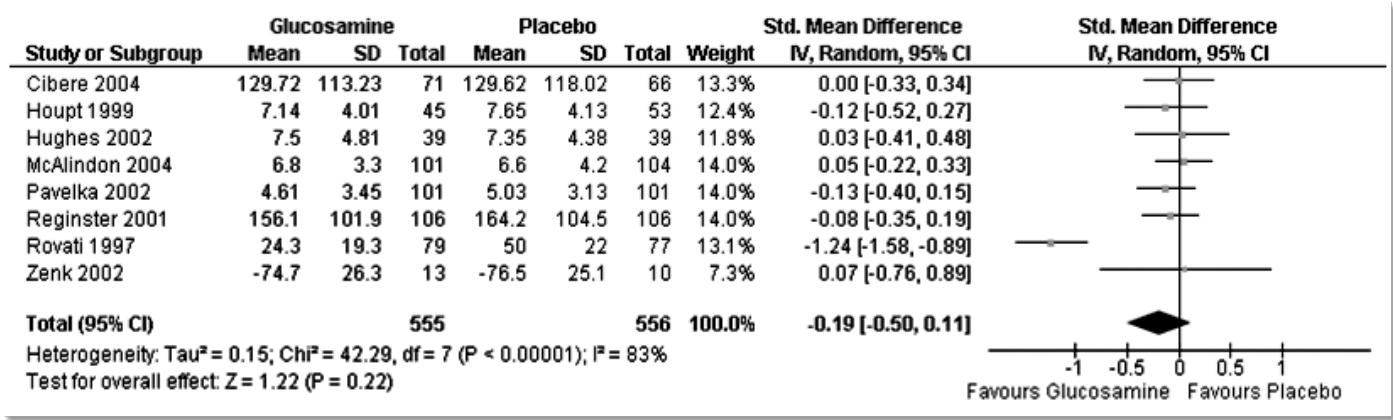 Glucosamine Placebo Std. Mean Difference Std. Mean Difference
Study or Subgroup Mean SD Total Mean SD Total Weight IV, Random, 95% CI IV, Random, 95% CI
Cibere 2004 129.72 113.23 71 129.62 118.02 66 13.3% 0.00 [-0.33, 0.34]
Houpt 1999 7.14 4.01 45 7.65 4.13 53 12.4% -0.12 [-0.52, 0.27]
Hughes 2002 7.5 4.81 39 7.35 4.38 39 11.8% 0.03 [-0.41, 0.48]
McAlindon 2004 6.8 3.3 101 6.6 4.2 104 14.0% 0.05 [-0.22, 0.33]
Pavelka 2002 4.61 3.45 101 5.03 3.13 101 14.0% -0.13 [-0.40, 0.15]
Reginster 2001 156.1 101.9 106 164.2 104.5 106 14.0% -0.08 [-0.35, 0.19]
Rovati 1997 24.3 19.3 79 50 22 77 13.1% -1.24 [-1.58, -0.89]
Zenk 2002 -74.7 26.3 13 -76.5 25.1 10 7.3% 0.07 [-0.76, 0.89]
Total (95% CI) 555 556 100.0% -0.19 [-0.50, 0.11]
Heterogeneity: Tau² = 0.15; Chi² = 42.29, df = 7 (P < 0.00001); I² = 83%
Test for overall effect: Z = 1.22 (P = 0.22)
-1 -0.5 0 0.5 1
Favours Glucosamine Favours Placebo